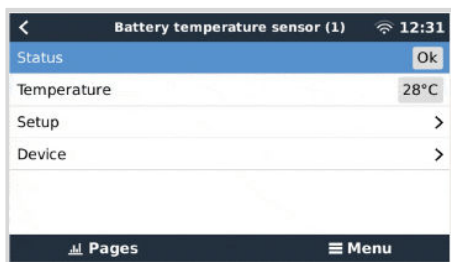 Battery temperature sensor (1) 12:31
Status Ok
Temperature 28°C
Setup
Device
Pages Menu